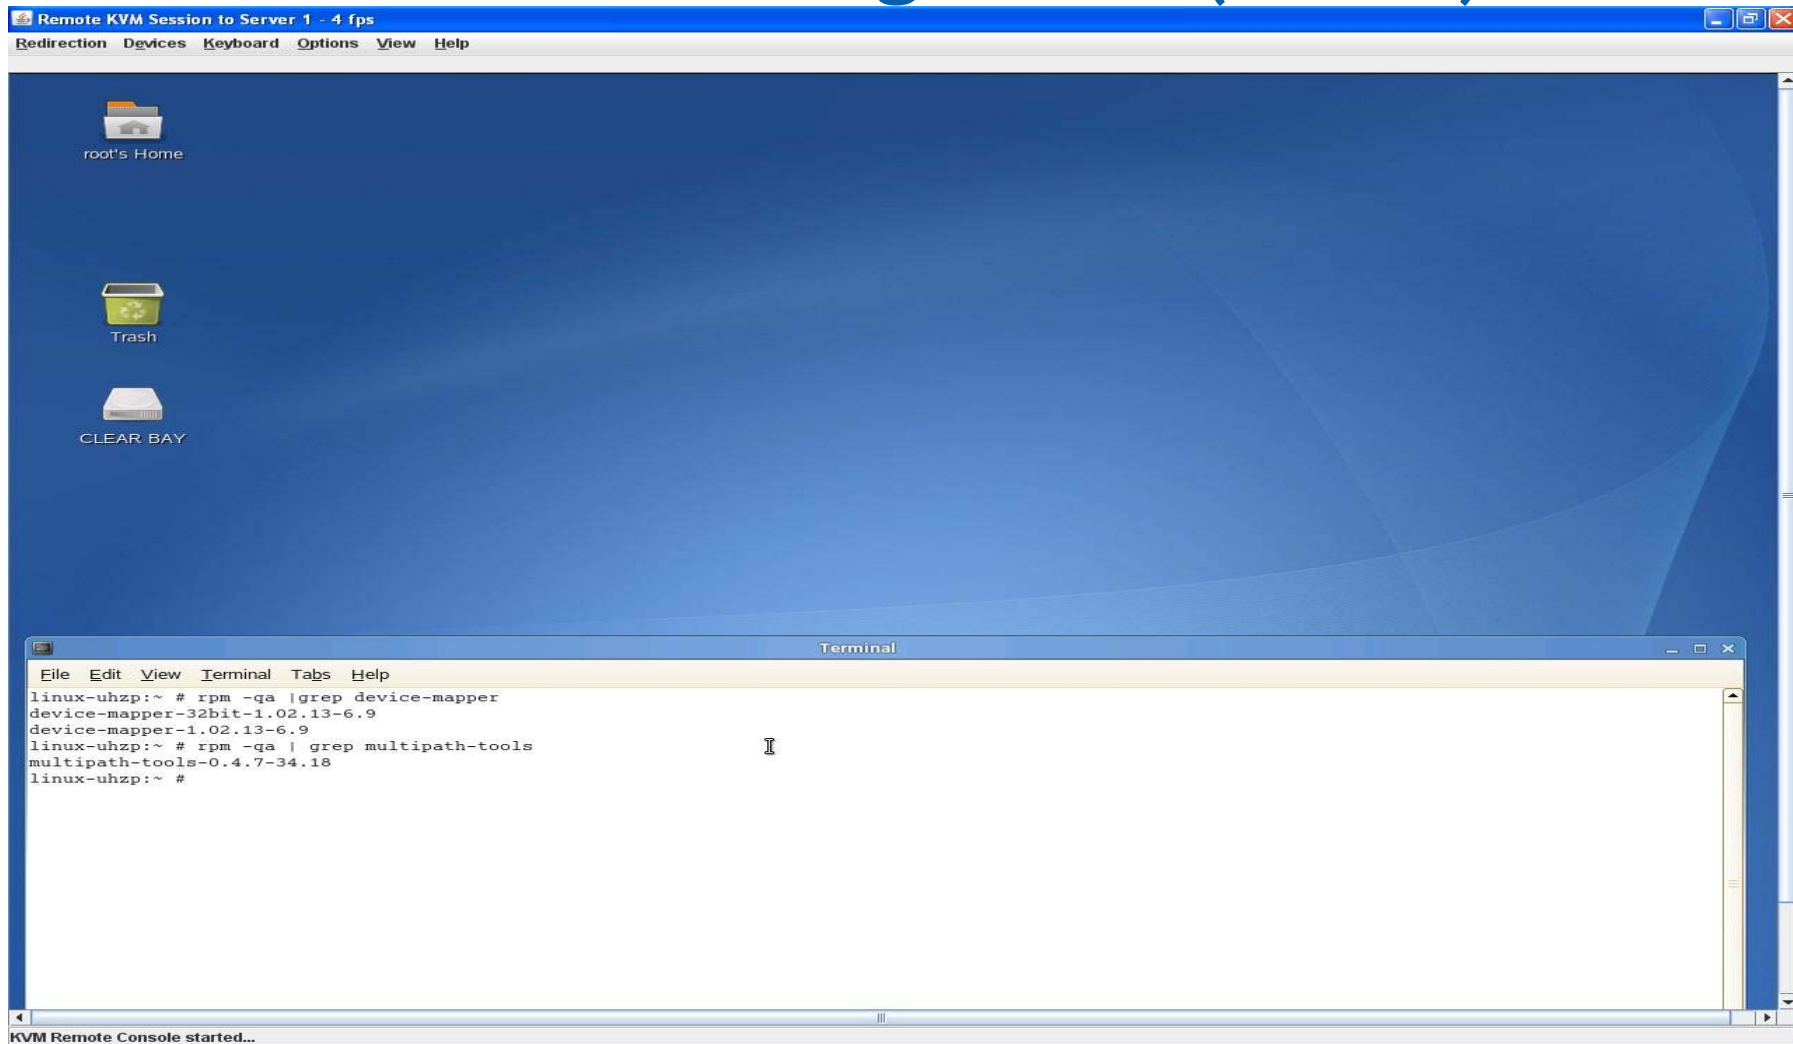 Remote KVM Session to Server 1 - 4 fps
Redirection Devices Keyboard Options View Help
root's Home
Trash
CLEAR BAY
Terminal
File Edit View Terminal Tabs Help
linux-uhzp:~ # rpm -qa |grep device-mapper
device-mapper-32bit-1.02.13-6.9
device-mapper-1.02.13-6.9
linux-uhzp:~ # rpm -qa | grep multipath-tools
multipath-tools-0.4.7-34.18
linux-uhzp:~ #
KVM Remote Console started...